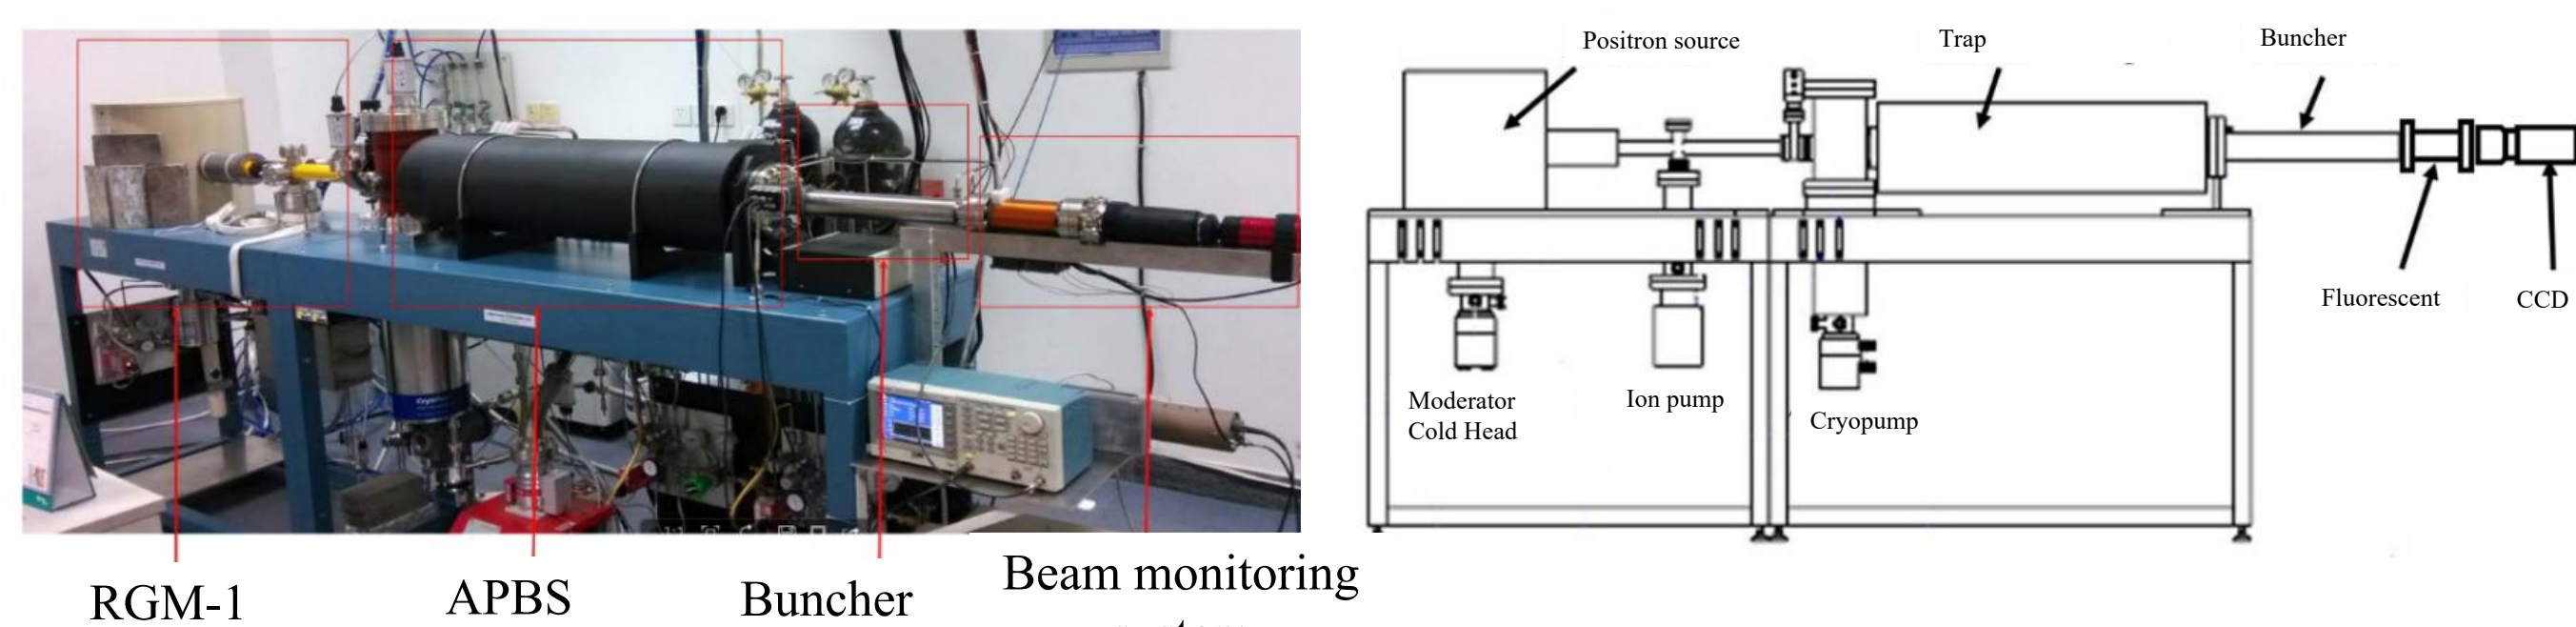 Positron source
Trap
Buncher
Fluorescent
CCD
Moderator
Cold Head
Ion pump
Cryopump
RGM-1
APBS
Buncher
Beam monitoring